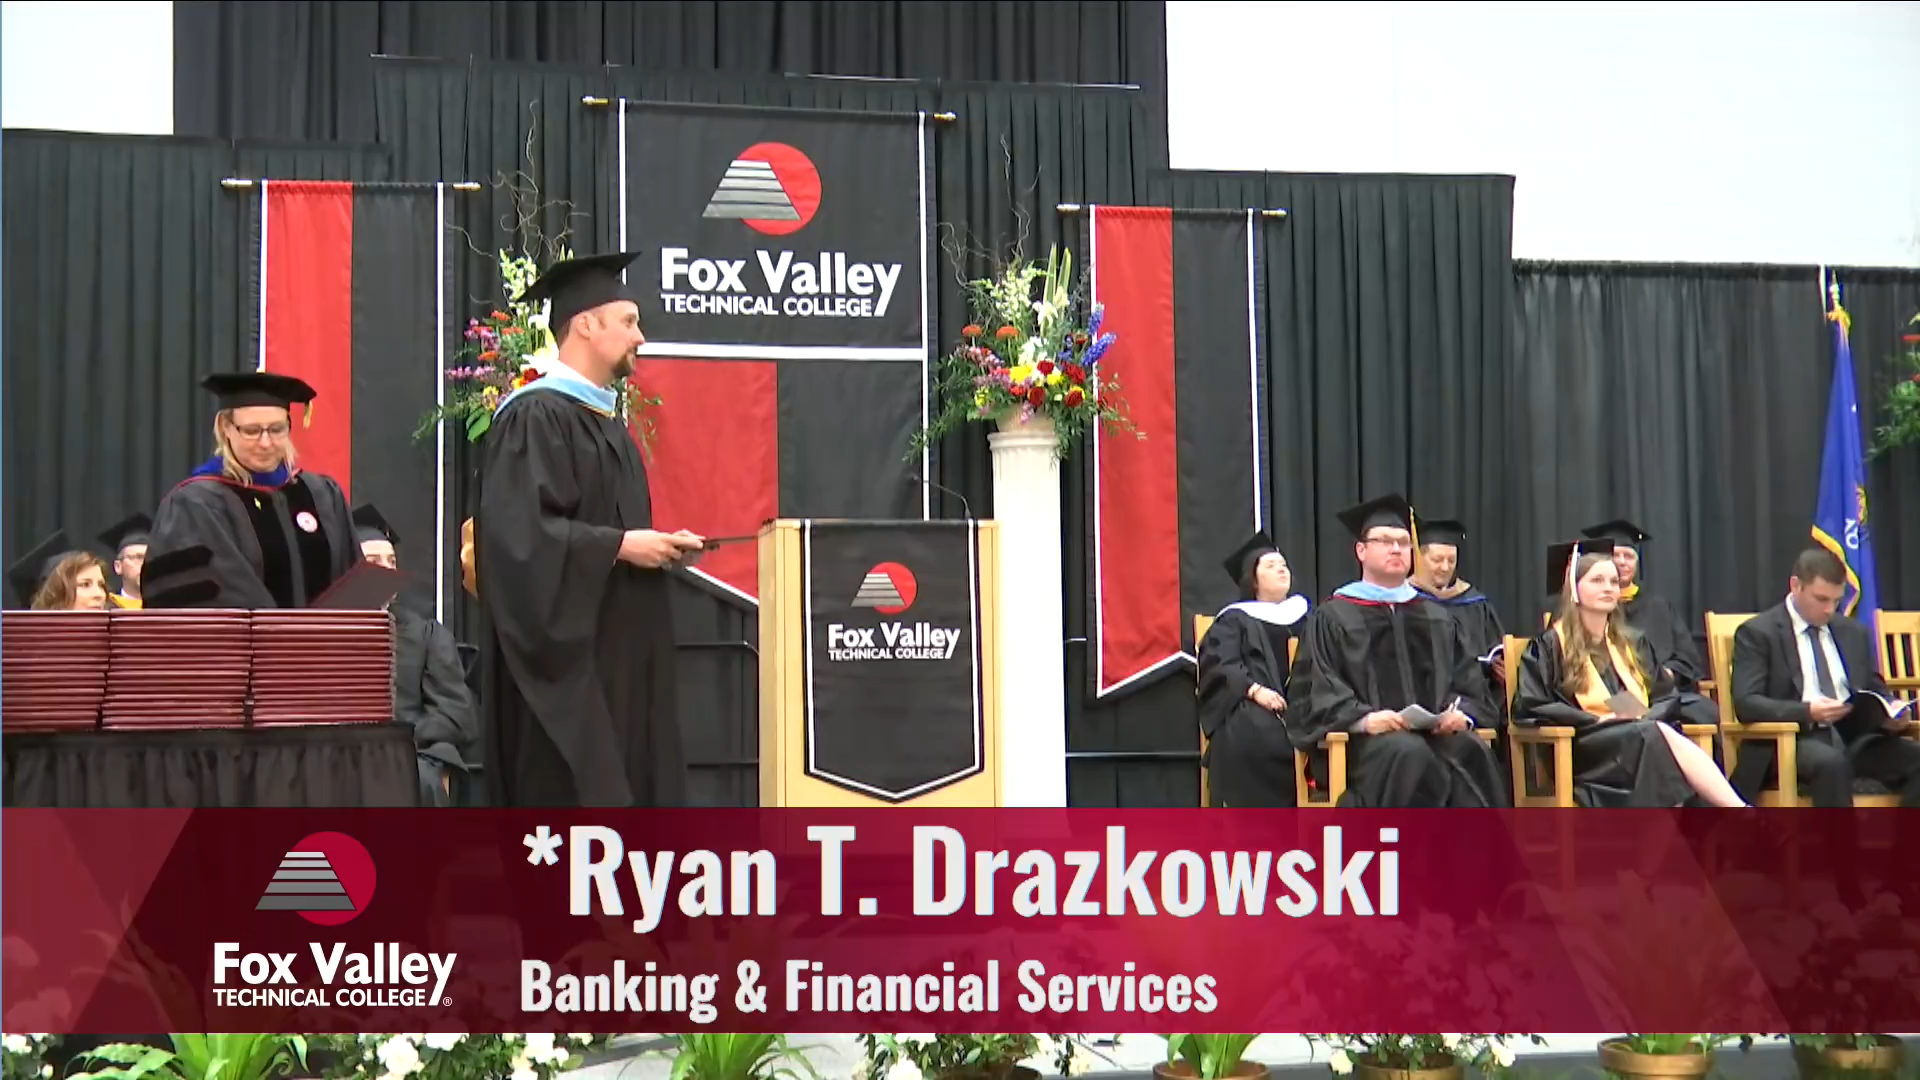 Fox Valley
TECHNICAL COLLEGE
Fox Valley
TECHNICAL COLLEGE
*Ryan T. Drazkowski
Banking & Financial Services
Fox Valley
TECHNICAL COLLEGE®